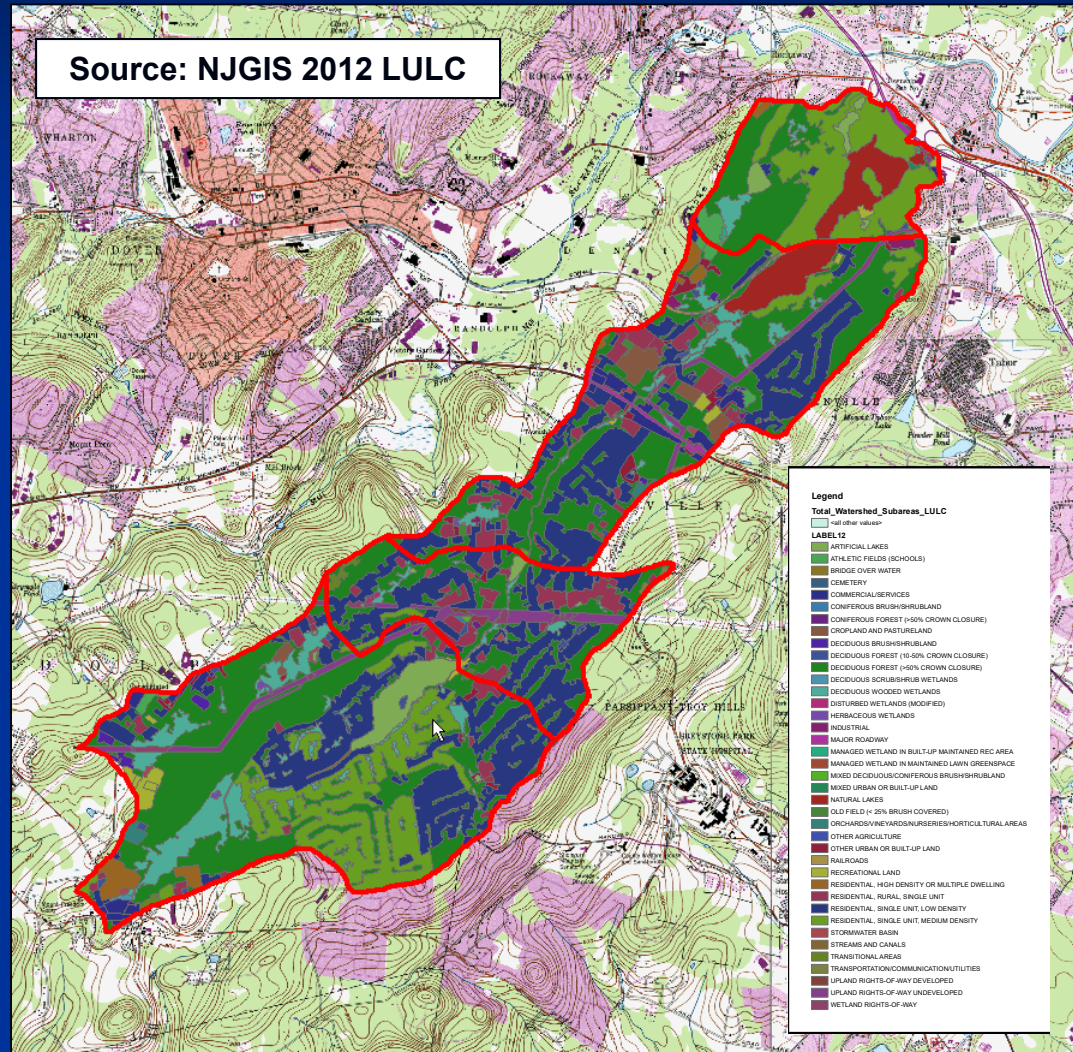 Source: NJGIS 2012 LULC
ROCKAWAY
WHARTON
DOVER
RANDOLPH
Tabor
Powder Mill
Pond
PARSIPPANY-TROY HILLS
GREYSTONE PARK
STATE HOSPITAL
Legend
Total_Watershed_Subareas_LULC
<all other values>
LABEL12
ARTIFICIAL LAKES
ATHLETIC FIELDS (SCHOOLS)
BRIDGE OVER WATER
CEMETERY
COMMERCIAL/SERVICES
CONIFEROUS BRUSH/SHRUBLAND
CONIFEROUS FOREST (>50% CROWN CLOSURE)
CROPLAND AND PASTURELAND
DECIDUOUS BRUSH/SHRUBLAND
DECIDUOUS FOREST (10-50% CROWN CLOSURE)
DECIDUOUS FOREST (>50% CROWN CLOSURE)
DECIDUOUS SCRUB/SHRUB WETLANDS
DECIDUOUS WOODED WETLANDS
DISTURBED WETLANDS (MODIFIED)
HERBACEOUS WETLANDS
INDUSTRIAL
MAJOR ROADWAY
MANAGED WETLAND IN BUILT-UP MAINTAINED REC AREA
MANAGED WETLAND IN MAINTAINED LAWN GREENSPACE
MIXED DECIDUOUS/CONIFEROUS BRUSH/SHRUBLAND
MIXED URBAN OR BUILT-UP LAND
NATURAL LAKES
OLD FIELD (< 25% BRUSH COVERED)
ORCHARDS/VINEYARDS/NURSERIES/HORTICULTURAL AREAS
OTHER AGRICULTURE
OTHER URBAN OR BUILT-UP LAND
RAILROADS
RECREATIONAL LAND
RESIDENTIAL, HIGH DENSITY OR MULTIPLE DWELLING
RESIDENTIAL, RURAL, SINGLE UNIT
RESIDENTIAL, SINGLE UNIT, LOW DENSITY
RESIDENTIAL, SINGLE UNIT, MEDIUM DENSITY
STORMWATER BASIN
STREAMS AND CANALS
TRANSITIONAL AREAS
TRANSPORTATION/COMMUNICATION/UTILITIES
UPLAND RIGHTS-OF-WAY DEVELOPED
UPLAND RIGHTS-OF-WAY UNDEVELOPED
WETLAND RIGHTS-OF-WAY